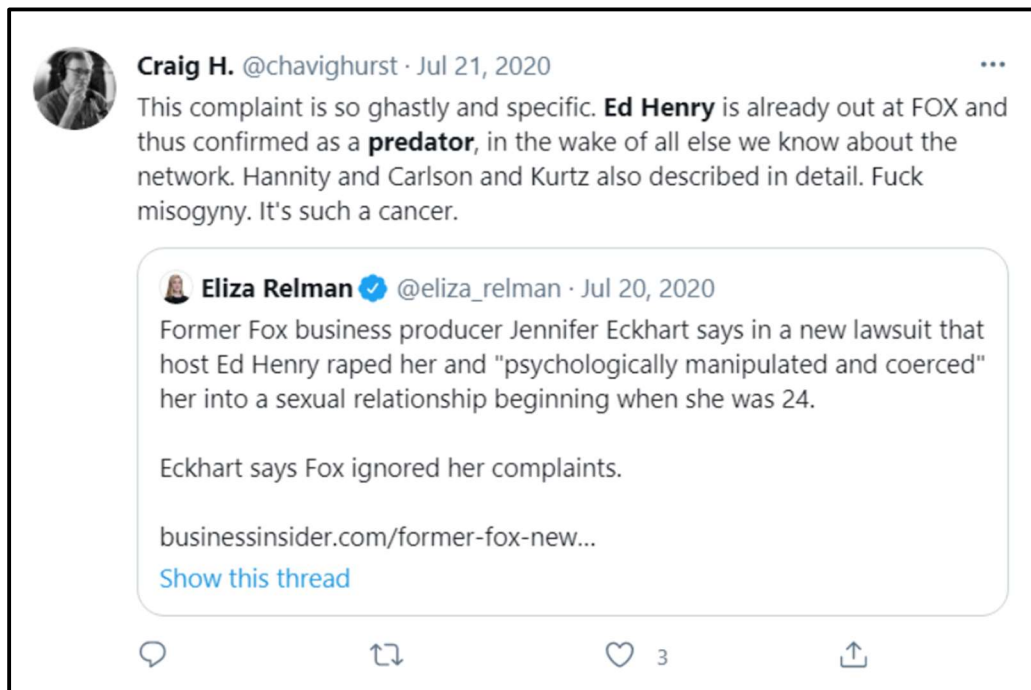 Craig H. @chavighurst · Jul 21, 2020
This complaint is so ghastly and specific. Ed Henry is already out at FOX and
thus confirmed as a predator, in the wake of all else we know about the
network. Hannity and Carlson and Kurtz also described in detail. Fuck
misogyny. It's such a cancer.
Eliza Relman @eliza_relman · Jul 20, 2020
Former Fox business producer Jennifer Eckhart says in a new lawsuit that
host Ed Henry raped her and "psychologically manipulated and coerced"
her into a sexual relationship beginning when she was 24.
Eckhart says Fox ignored her complaints.
businessinsider.com/former-fox-new...
Show this thread
3